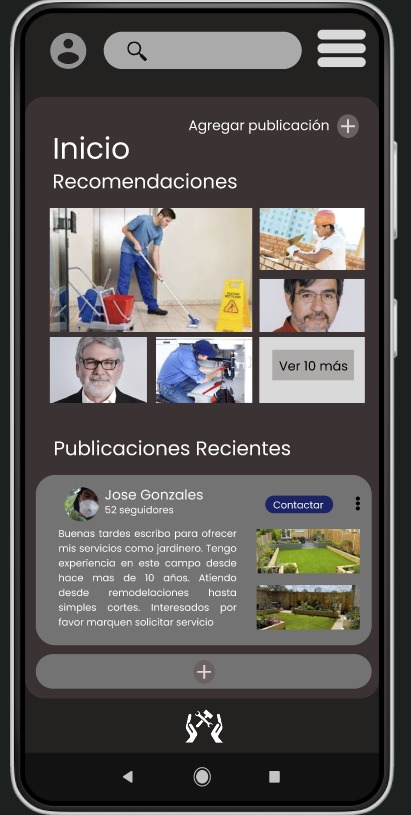 Agregar publicación
Inicio
Recomendaciones
Ver 10 más
Publicaciones Recientes
Jose Gonzales
52 seguidores
Contactar
Buenas tardes escribo para ofrecer
mis servicios como jardinero. Tengo
experiencia en este campo desde
hace mas de 10 años. Atiendo
desde remodelaciones hasta
simples cortes. Interesados por
favor marquen solicitar servicio